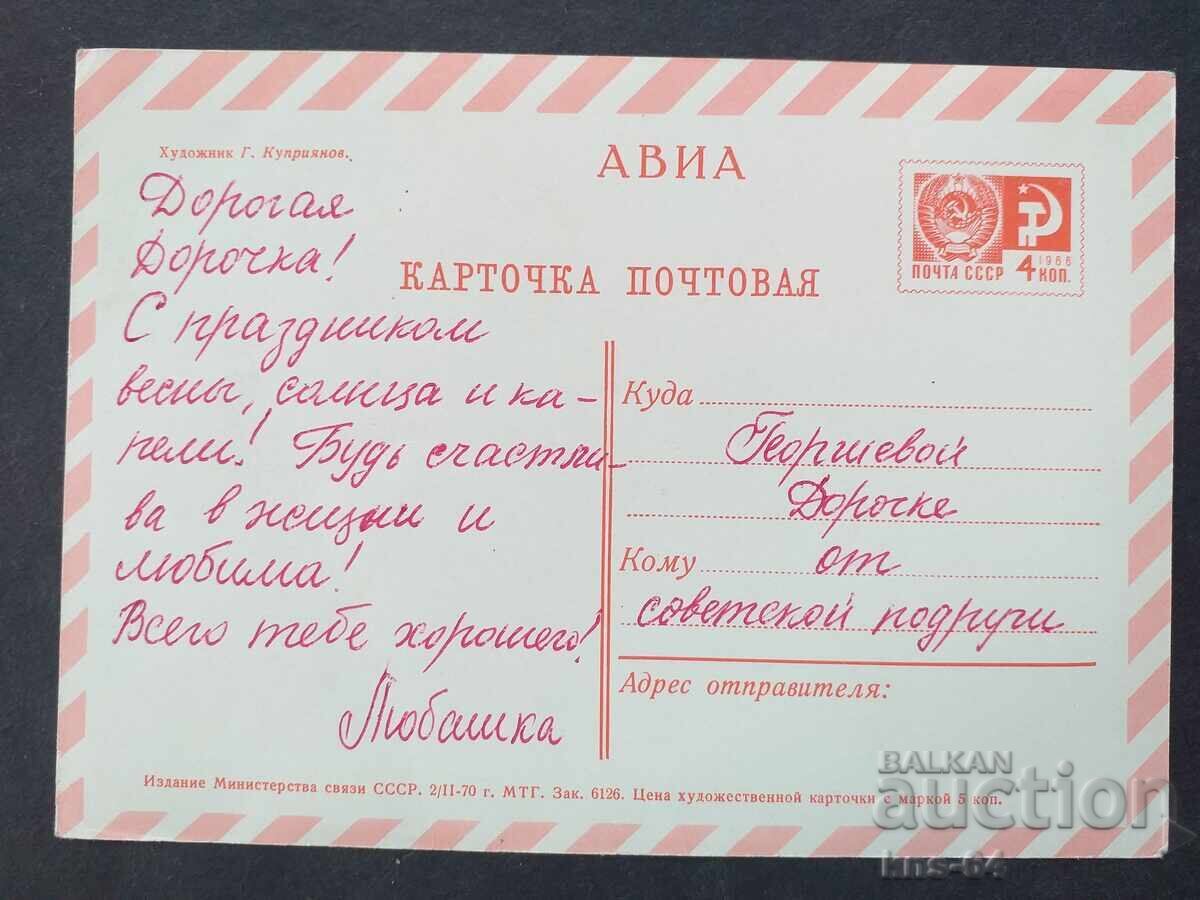 Художник Г. Куприянов.
АВИА
ПОЧТА СССР
1966
4 КОП.
КАРТОЧКА ПОЧТОВАЯ
Дорогая
Дорочка!
С праздником
весны, солнца и ка-
пели! Будь счастли-
ва в жизни и
любима!
Всего тебе хорошего!
Любашка
Куда
Георгиевой
Дорочке
Кому от
советской подруги
Адрес отправителя:
Издание Министерства связи СССР. 2/II-70 г. МТГ. Зак. 6126. Цена художественной карточки с маркой 5 коп.
BALKAN
auction
kns-64